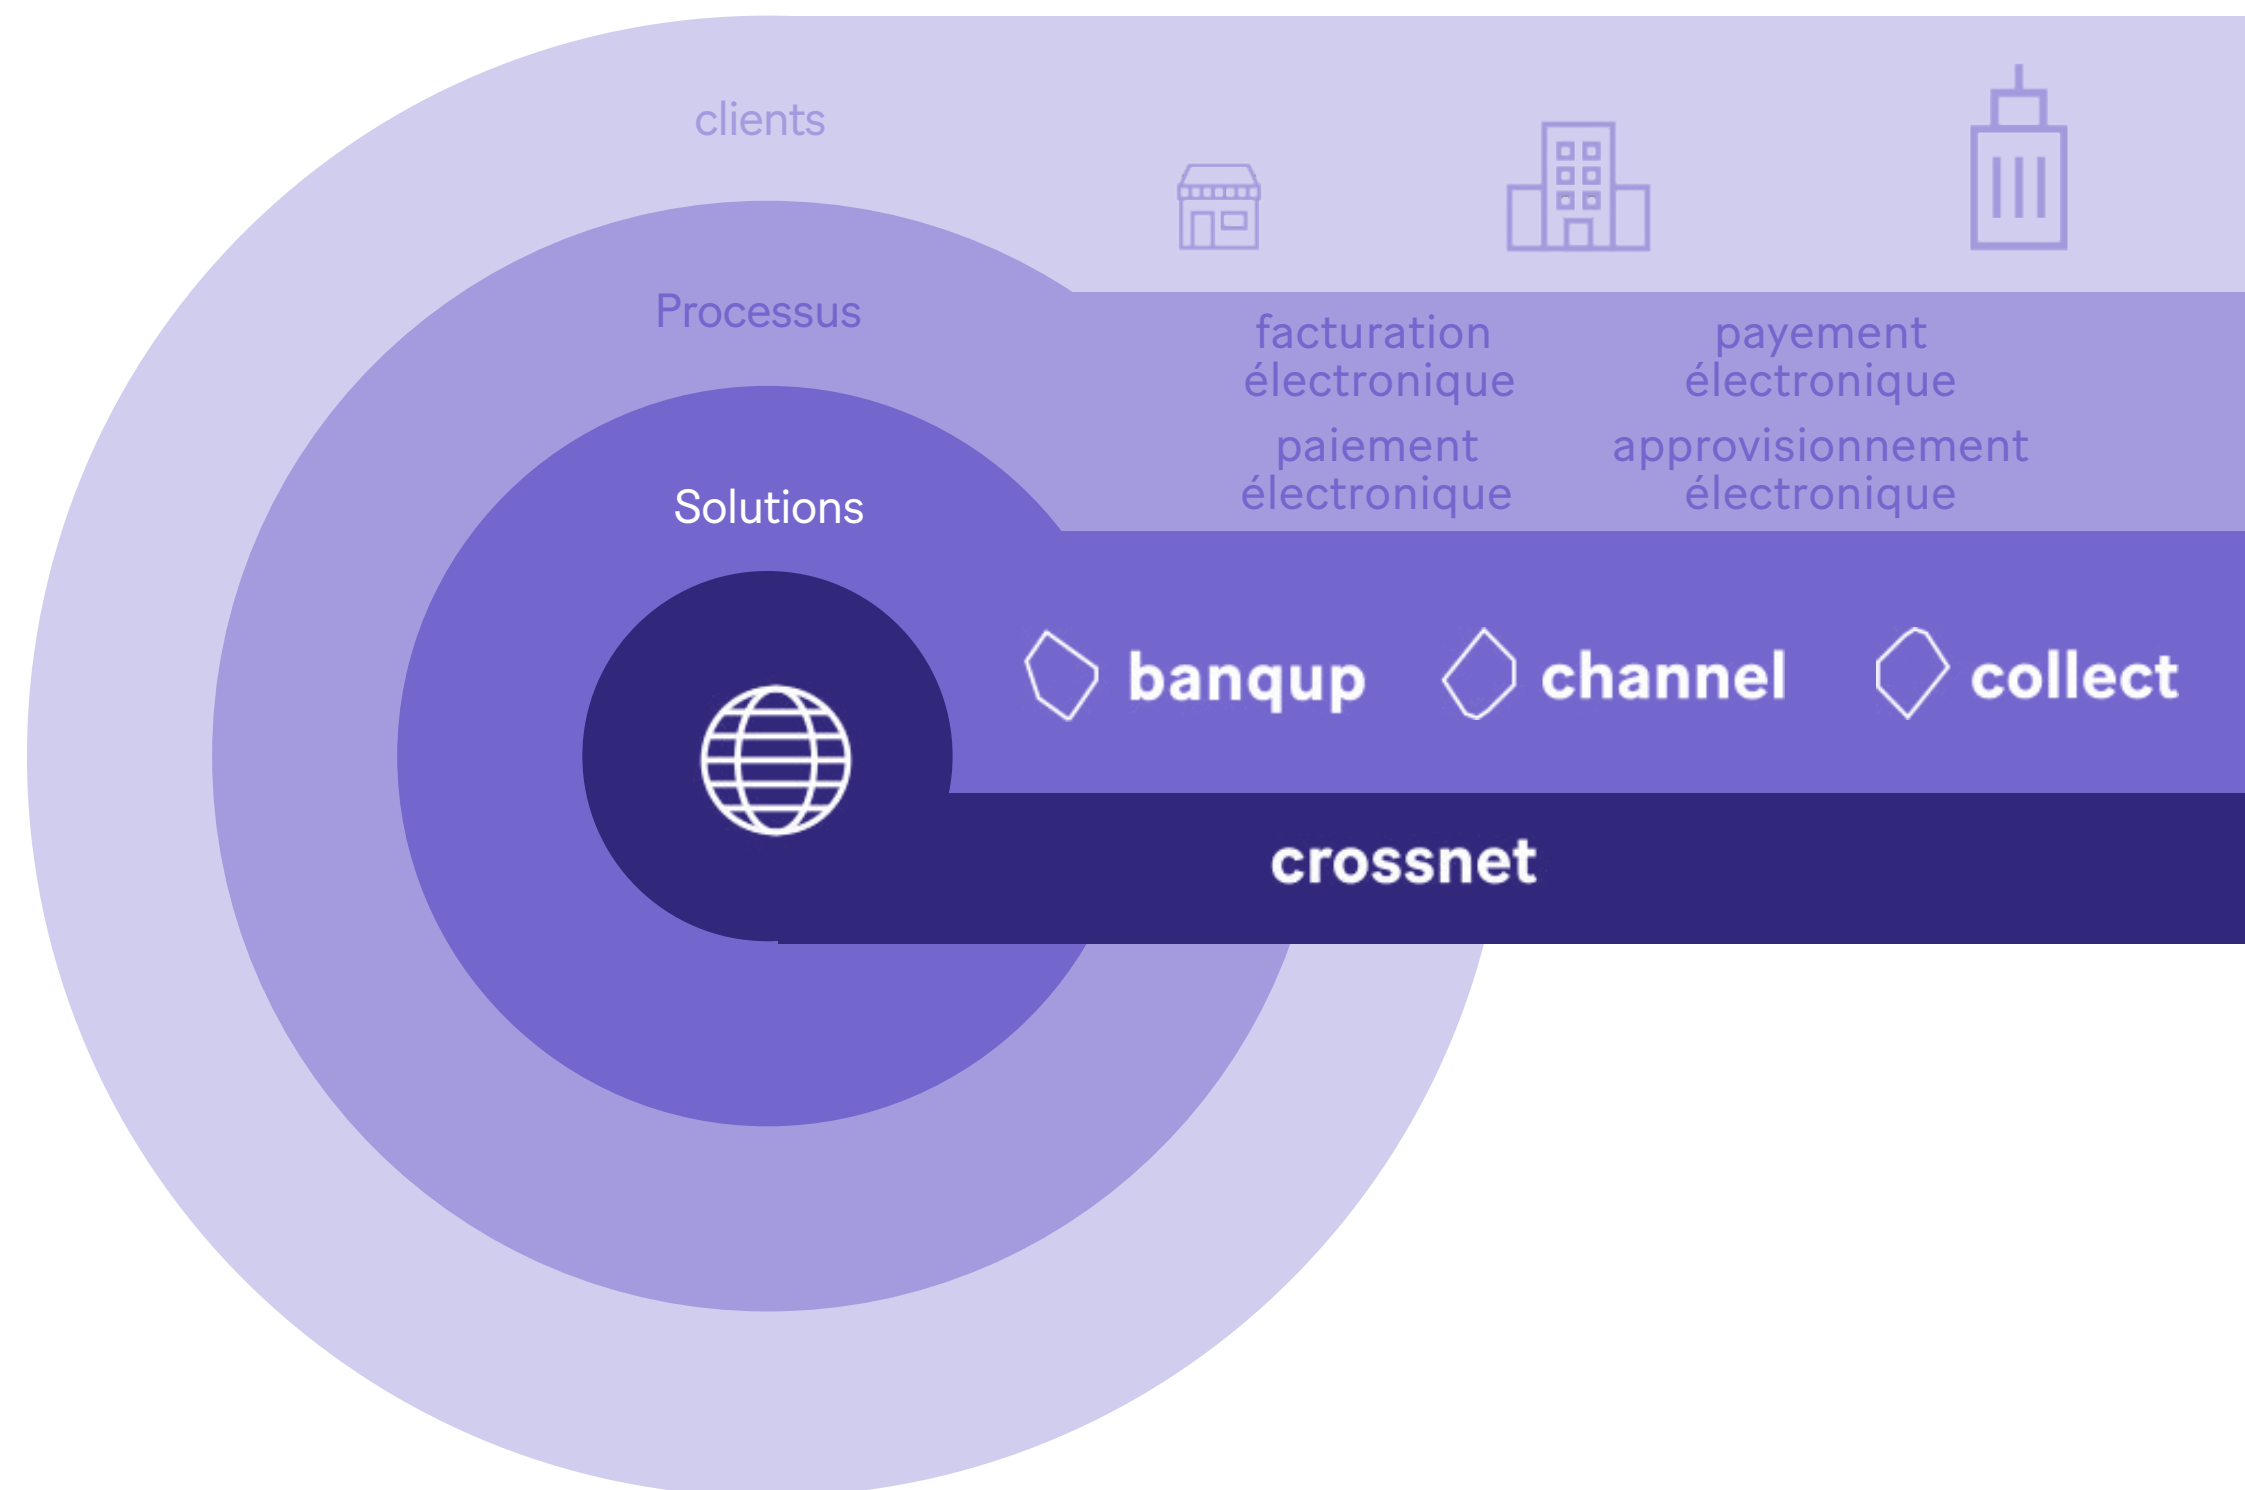 clients
Processus
facturation
électronique
payement
électronique
paiement
électronique
approvisionnement
électronique
Solutions
banqup
channel
collect
crossnet